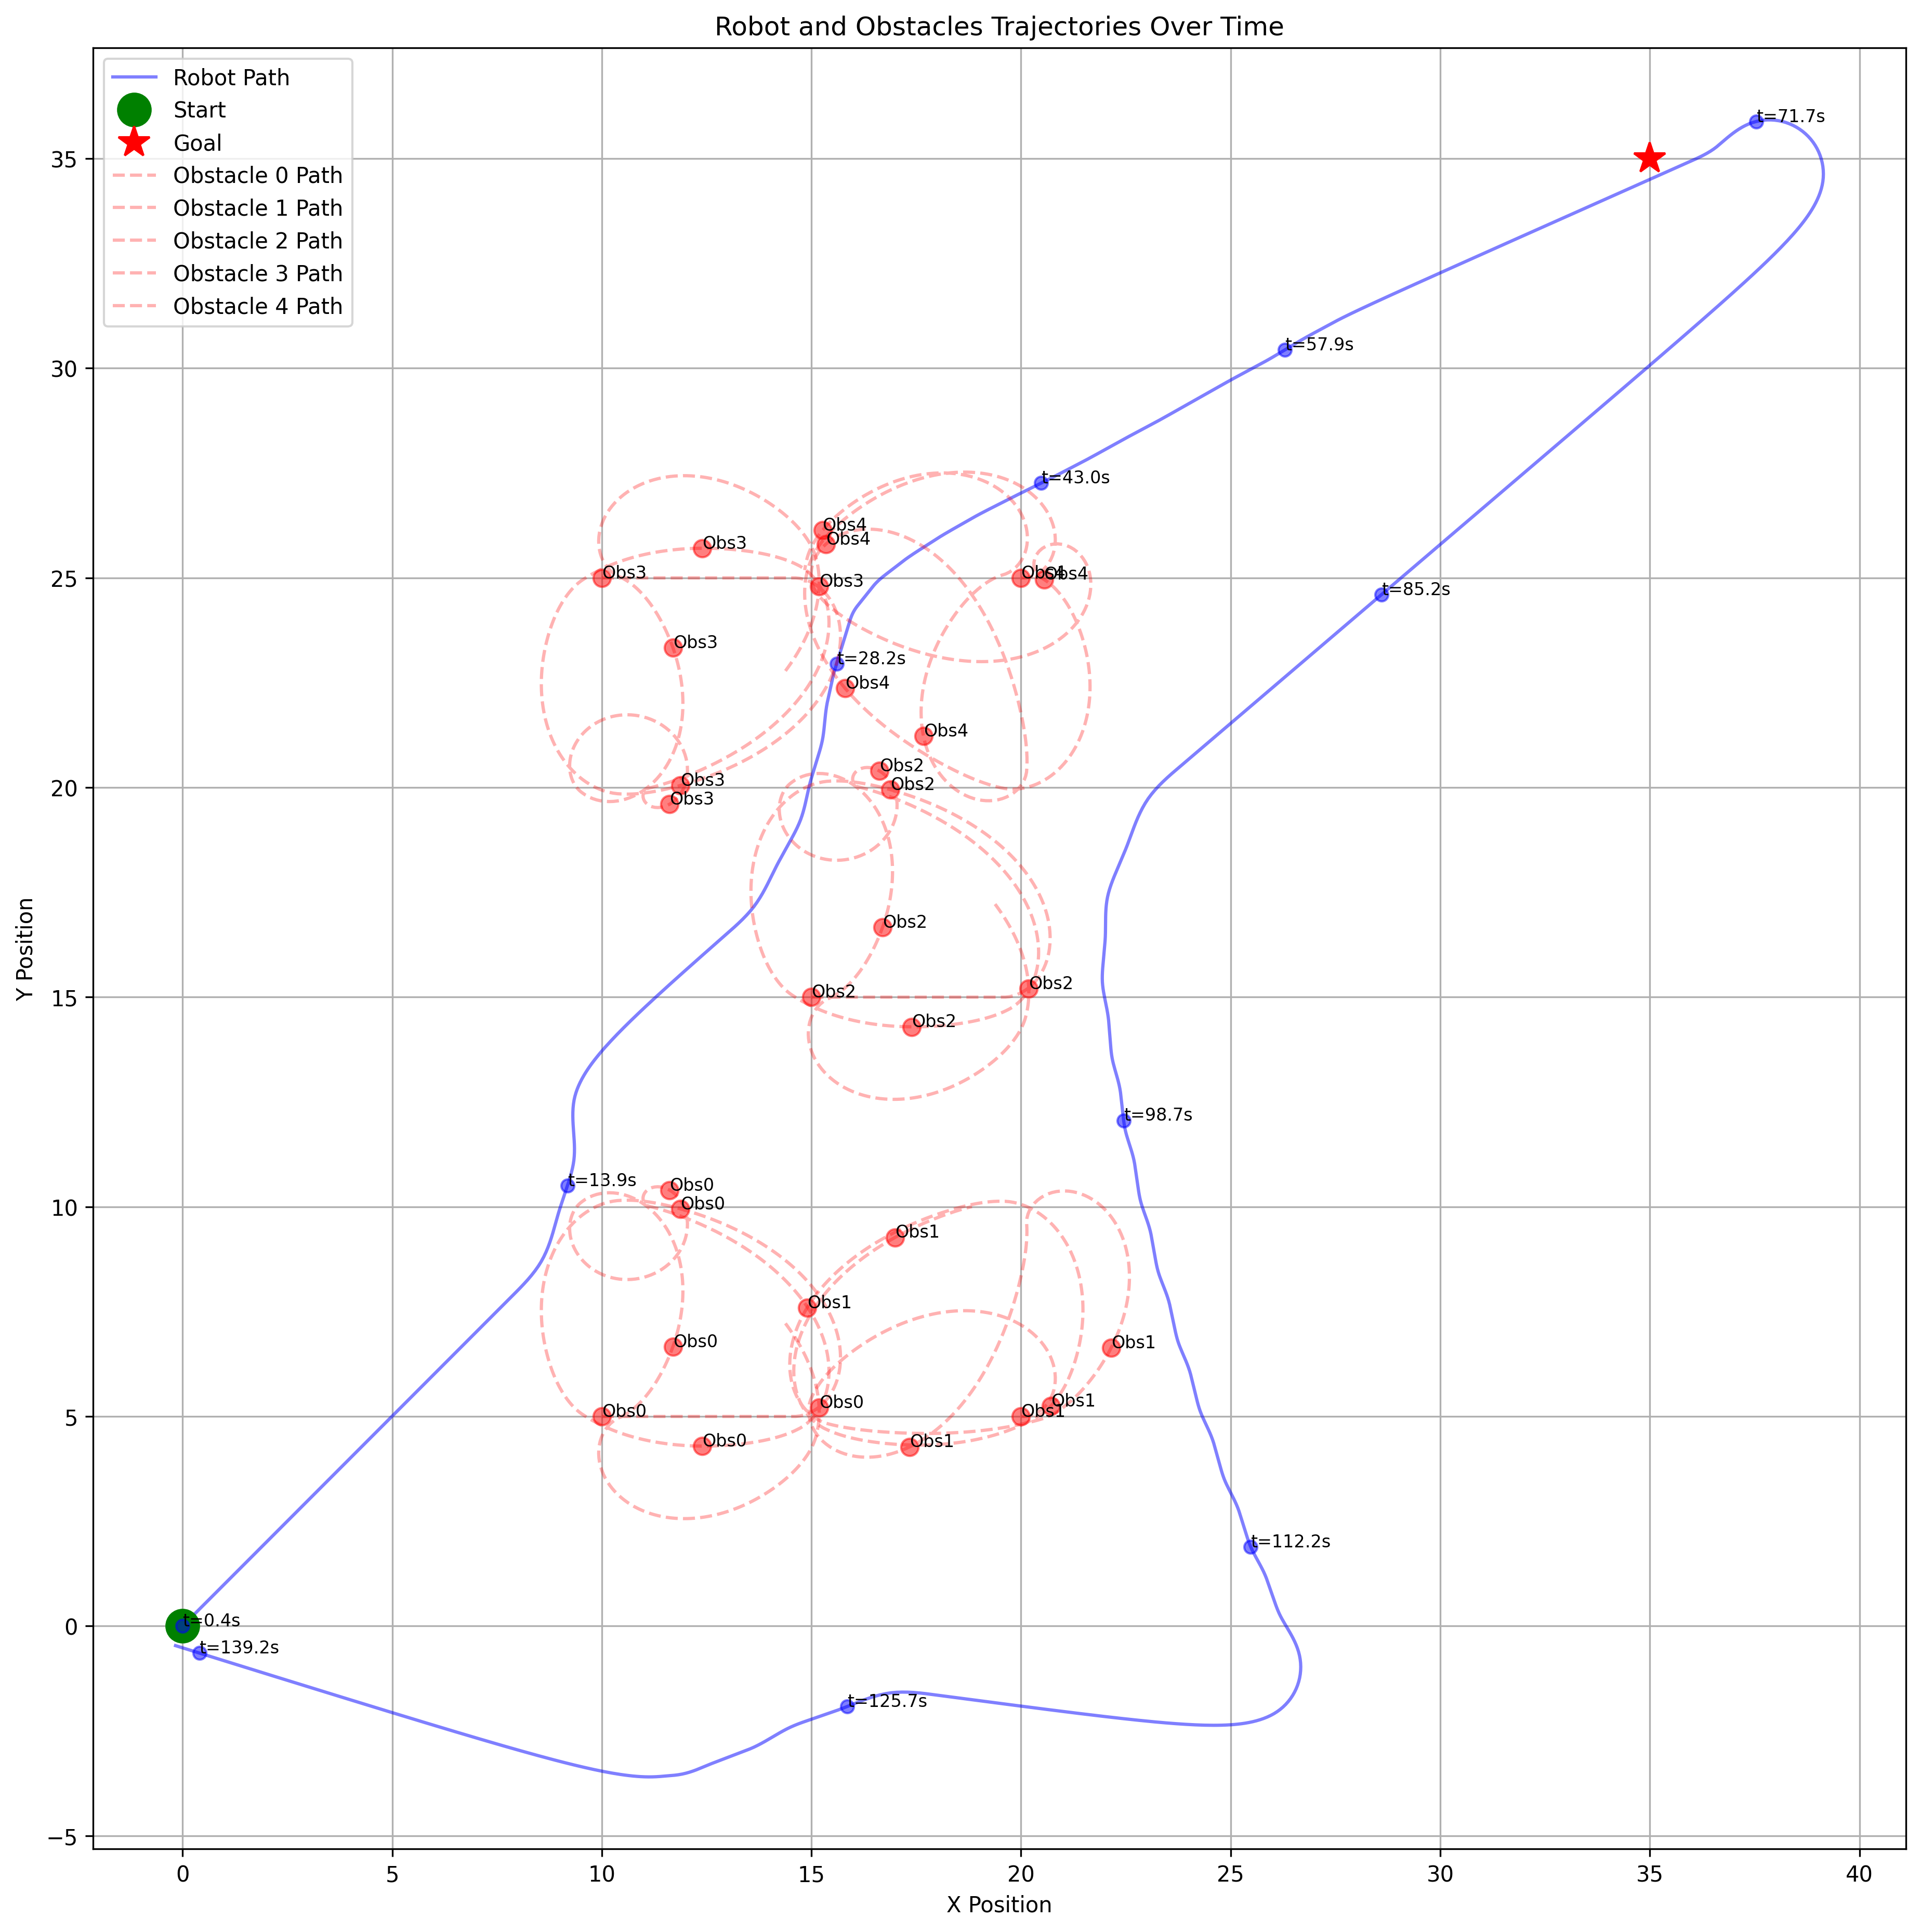 Robot and Obstacles Trajectories Over Time
Robot Path
Start
Goal
Obstacle 0 Path
Obstacle 1 Path
Obstacle 2 Path
Obstacle 3 Path
Obstacle 4 Path
Y Position
35
30
25
20
15
10
5
0
−5
t=71.7s
t=57.9s
t=43.0s
Obs4
Obs4
Obs3
Obs3
Obs3
Obs4
Obs4
t=85.2s
Obs3
t=28.2s
Obs4
Obs4
Obs2
Obs2
Obs3
Obs3
Obs2
Obs2
Obs2
Obs2
t=98.7s
t=13.9s
Obs0
Obs0
Obs1
Obs1
Obs0
Obs1
Obs0
Obs0
Obs1
Obs1
Obs0
Obs1
t=112.2s
t=0.4s
t=139.2s
t=125.7s
0
5
10
15
20
25
30
35
40
X Position